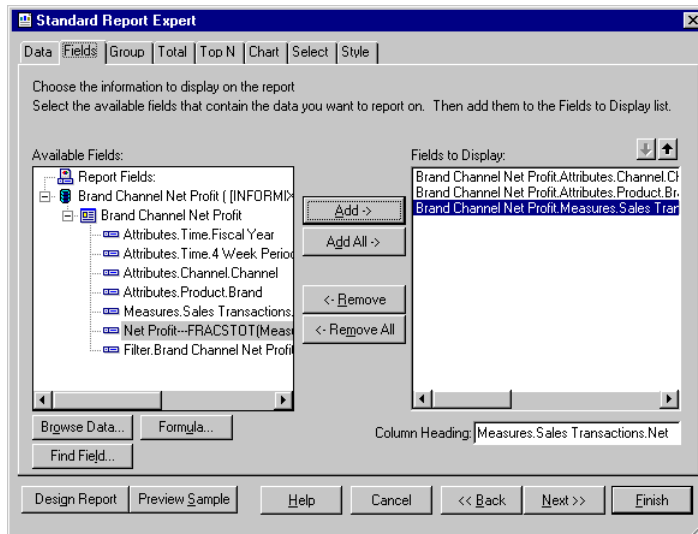 Standard Report Expert
Data Fields Group Total Top N Chart Select Style
Choose the information to display on the report
Select the available fields that contain the data you want to report on. Then add them to the Fields to Display list.
Available Fields:
Report Fields:
Brand Channel Net Profit ( [INFORMIX
Brand Channel Net Profit
Attributes.Time.Fiscal Year
Attributes.Time.4 Week Period
Attributes.Channel.Channel
Attributes.Product.Brand
Measures.Sales Transactions.
Net Profit---FRACSTOT(Measu
Filter.Brand Channel Net Profit
Add ->
Add All ->
<- Remove
<- Remove All
Fields to Display:
Brand Channel Net Profit.Attributes.Channel.Ch
Brand Channel Net Profit.Attributes.Product.Bra
Brand Channel Net Profit.Measures.Sales Tran
Browse Data...
Formula...
Find Field...
Column Heading: Measures.Sales Transactions.Net
Design Report
Preview Sample
Help
Cancel
<< Back
Next >>
Finish